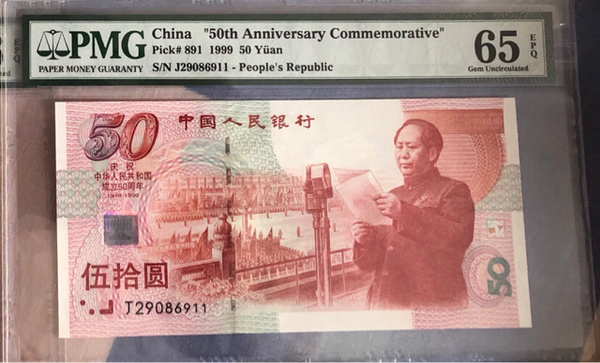 PMG
PAPER MONEY GUARANTY
China "50th Anniversary Commemorative"
Pick# 891 1999 50 Yüan
S/N J29086911 - People's Republic
65 EPQ
Gem Uncirculated
50
中国人民银行
庆祝
中华人民共和国
成立50周年
1949-1999
伍拾圆
J29086911
50